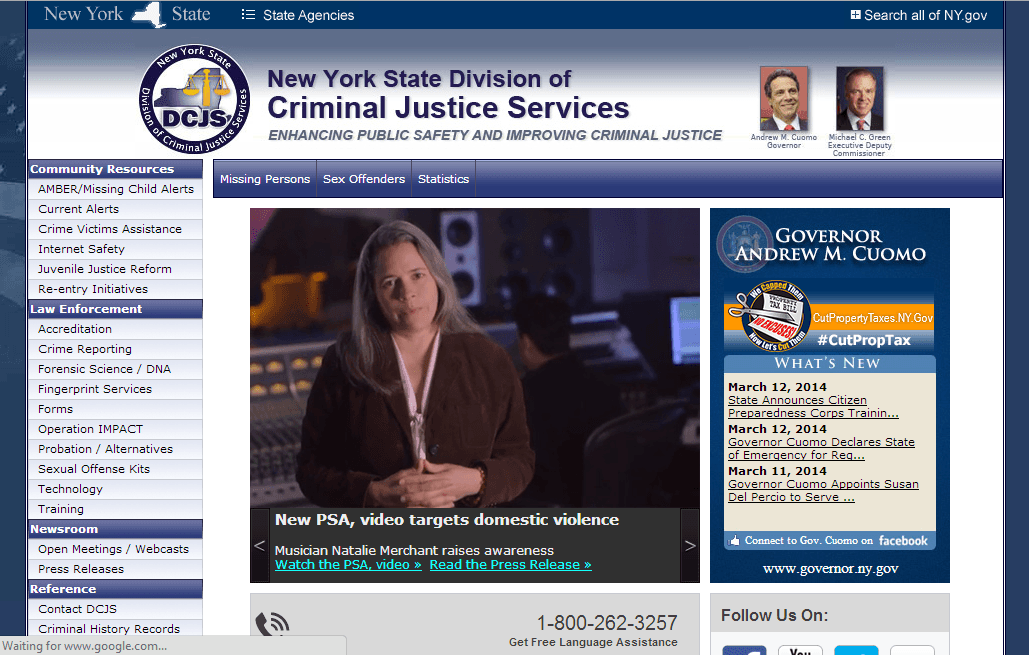 New York State
State Agencies
Search all of NY.gov
New York State
Division of Criminal Justice Services
DCJS
New York State Division of
Criminal Justice Services
ENHANCING PUBLIC SAFETY AND IMPROVING CRIMINAL JUSTICE
Andrew M. Cuomo
Governor
Michael C. Green
Executive Deputy
Commissioner
Community Resources
AMBER/Missing Child Alerts
Current Alerts
Crime Victims Assistance
Internet Safety
Juvenile Justice Reform
Re-entry Initiatives
Law Enforcement
Accreditation
Crime Reporting
Forensic Science / DNA
Fingerprint Services
Forms
Operation IMPACT
Probation / Alternatives
Sexual Offense Kits
Technology
Training
Newsroom
Open Meetings / Webcasts
Press Releases
Reference
Contact DCJS
Criminal History Records
Waiting for www.google.com...
Missing Persons
Sex Offenders
Statistics
New PSA, video targets domestic violence
<
>
Musician Natalie Merchant raises awareness
Watch the PSA, video » Read the Press Release »
1-800-262-3257
Get Free Language Assistance
GOVERNOR
ANDREW M. CUOMO
We Capped Them
PROPERTY
TAX BILL
NO EXCUSES!
Now Let's Cut Them
CutPropertyTaxes.NY.Gov
#CutPropTax
WHAT'S NEW
March 12, 2014
State Announces Citizen
Preparedness Corps Trainin...
March 12, 2014
Governor Cuomo Declares State
of Emergency for Reg...
March 11, 2014
Governor Cuomo Appoints Susan
Del Percio to Serve ...
Connect to Gov. Cuomo on facebook
www.governor.ny.gov
Follow Us On:
You